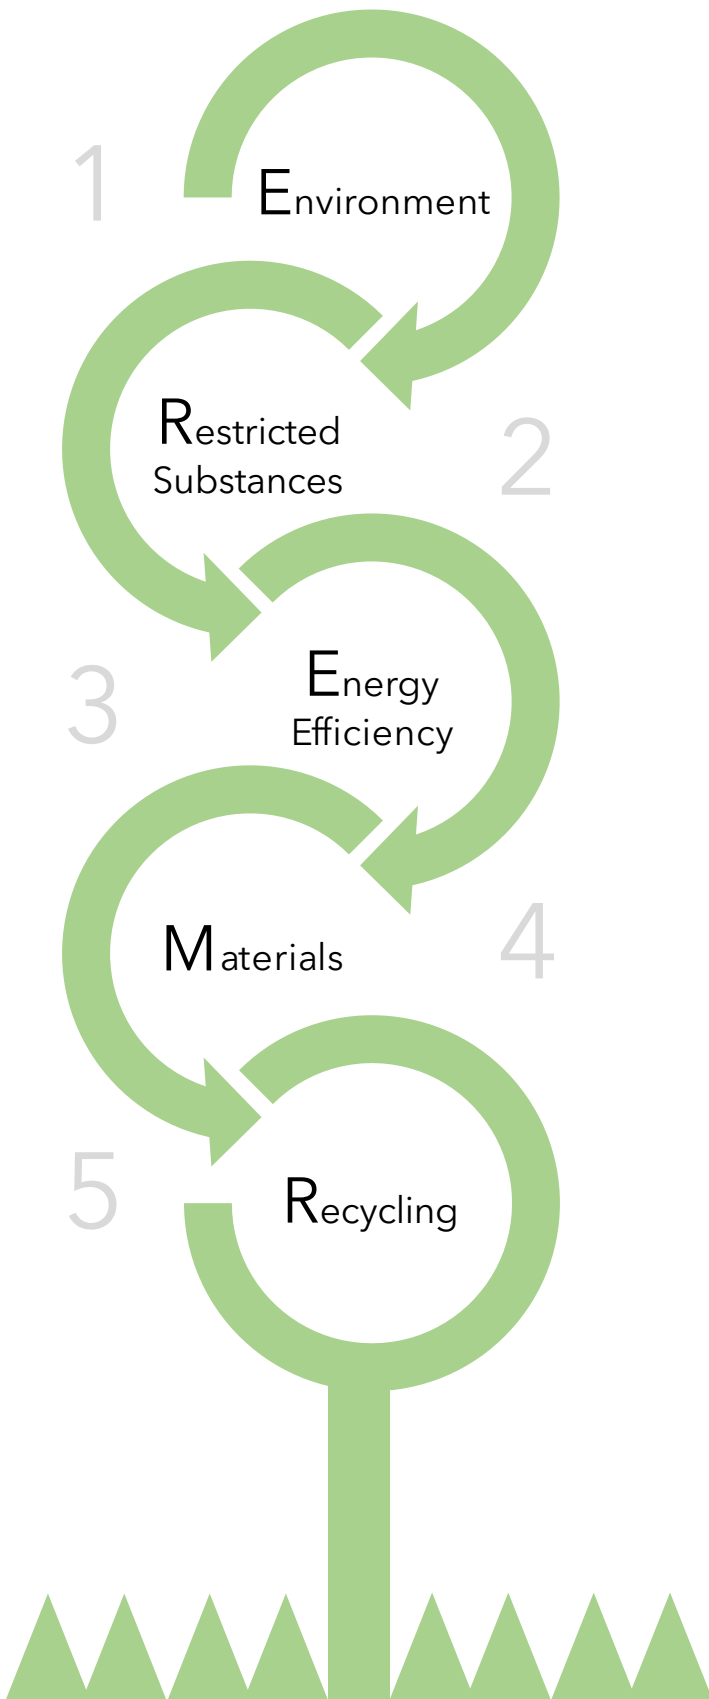 1
Environment
Restricted
Substances
2
3
Energy
Efficiency
Materials
4
5
Recycling